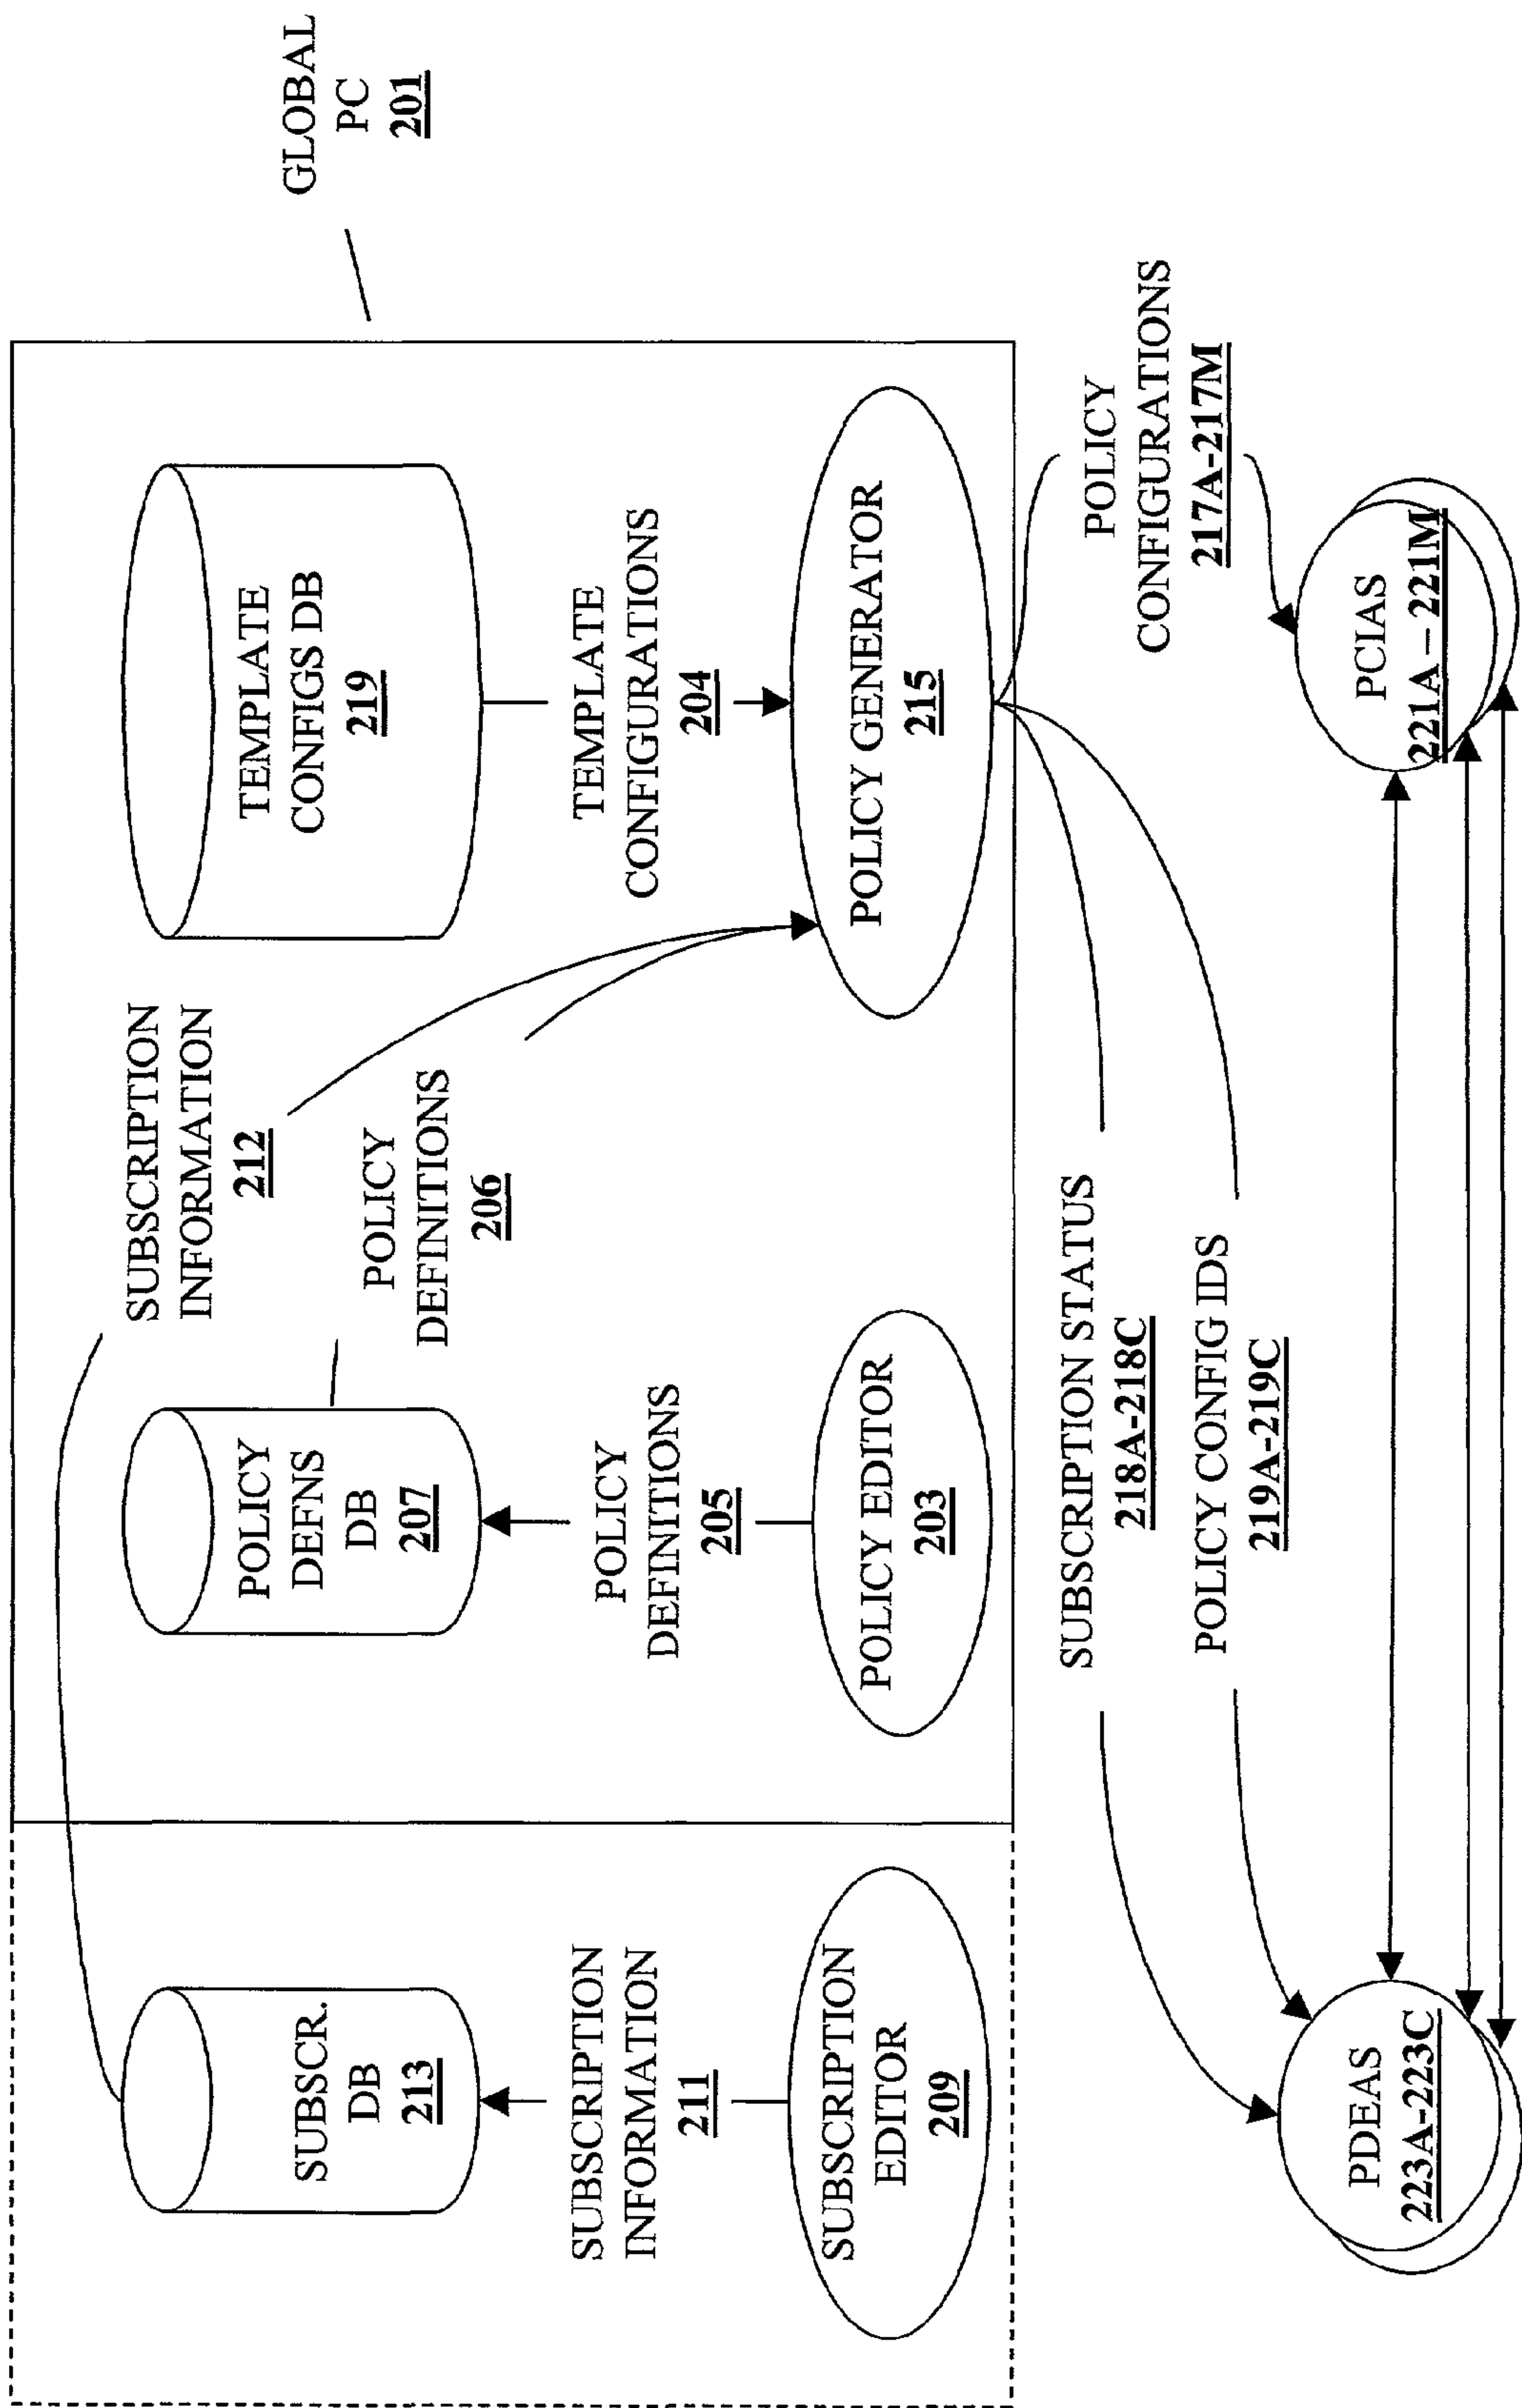 GLOBAL
PC
201
SUBSCR.
DB
213
SUBSCRIPTION
INFORMATION
211
SUBSCRIPTION
EDITOR
209
POLICY
DEFNS
DB
207
POLICY
DEFINITIONS
205
POLICY EDITOR
203
SUBSCRIPTION
INFORMATION
212
POLICY
DEFINITIONS
206
TEMPLATE
CONFIGS DB
219
TEMPLATE
CONFIGURATIONS
204
POLICY GENERATOR
215
SUBSCRIPTION STATUS
218A-218C
POLICY CONFIG IDS
219A-219C
POLICY
CONFIGURATIONS
217A-217M
PDEAS
223A-223C
PCIAS
221A – 221M